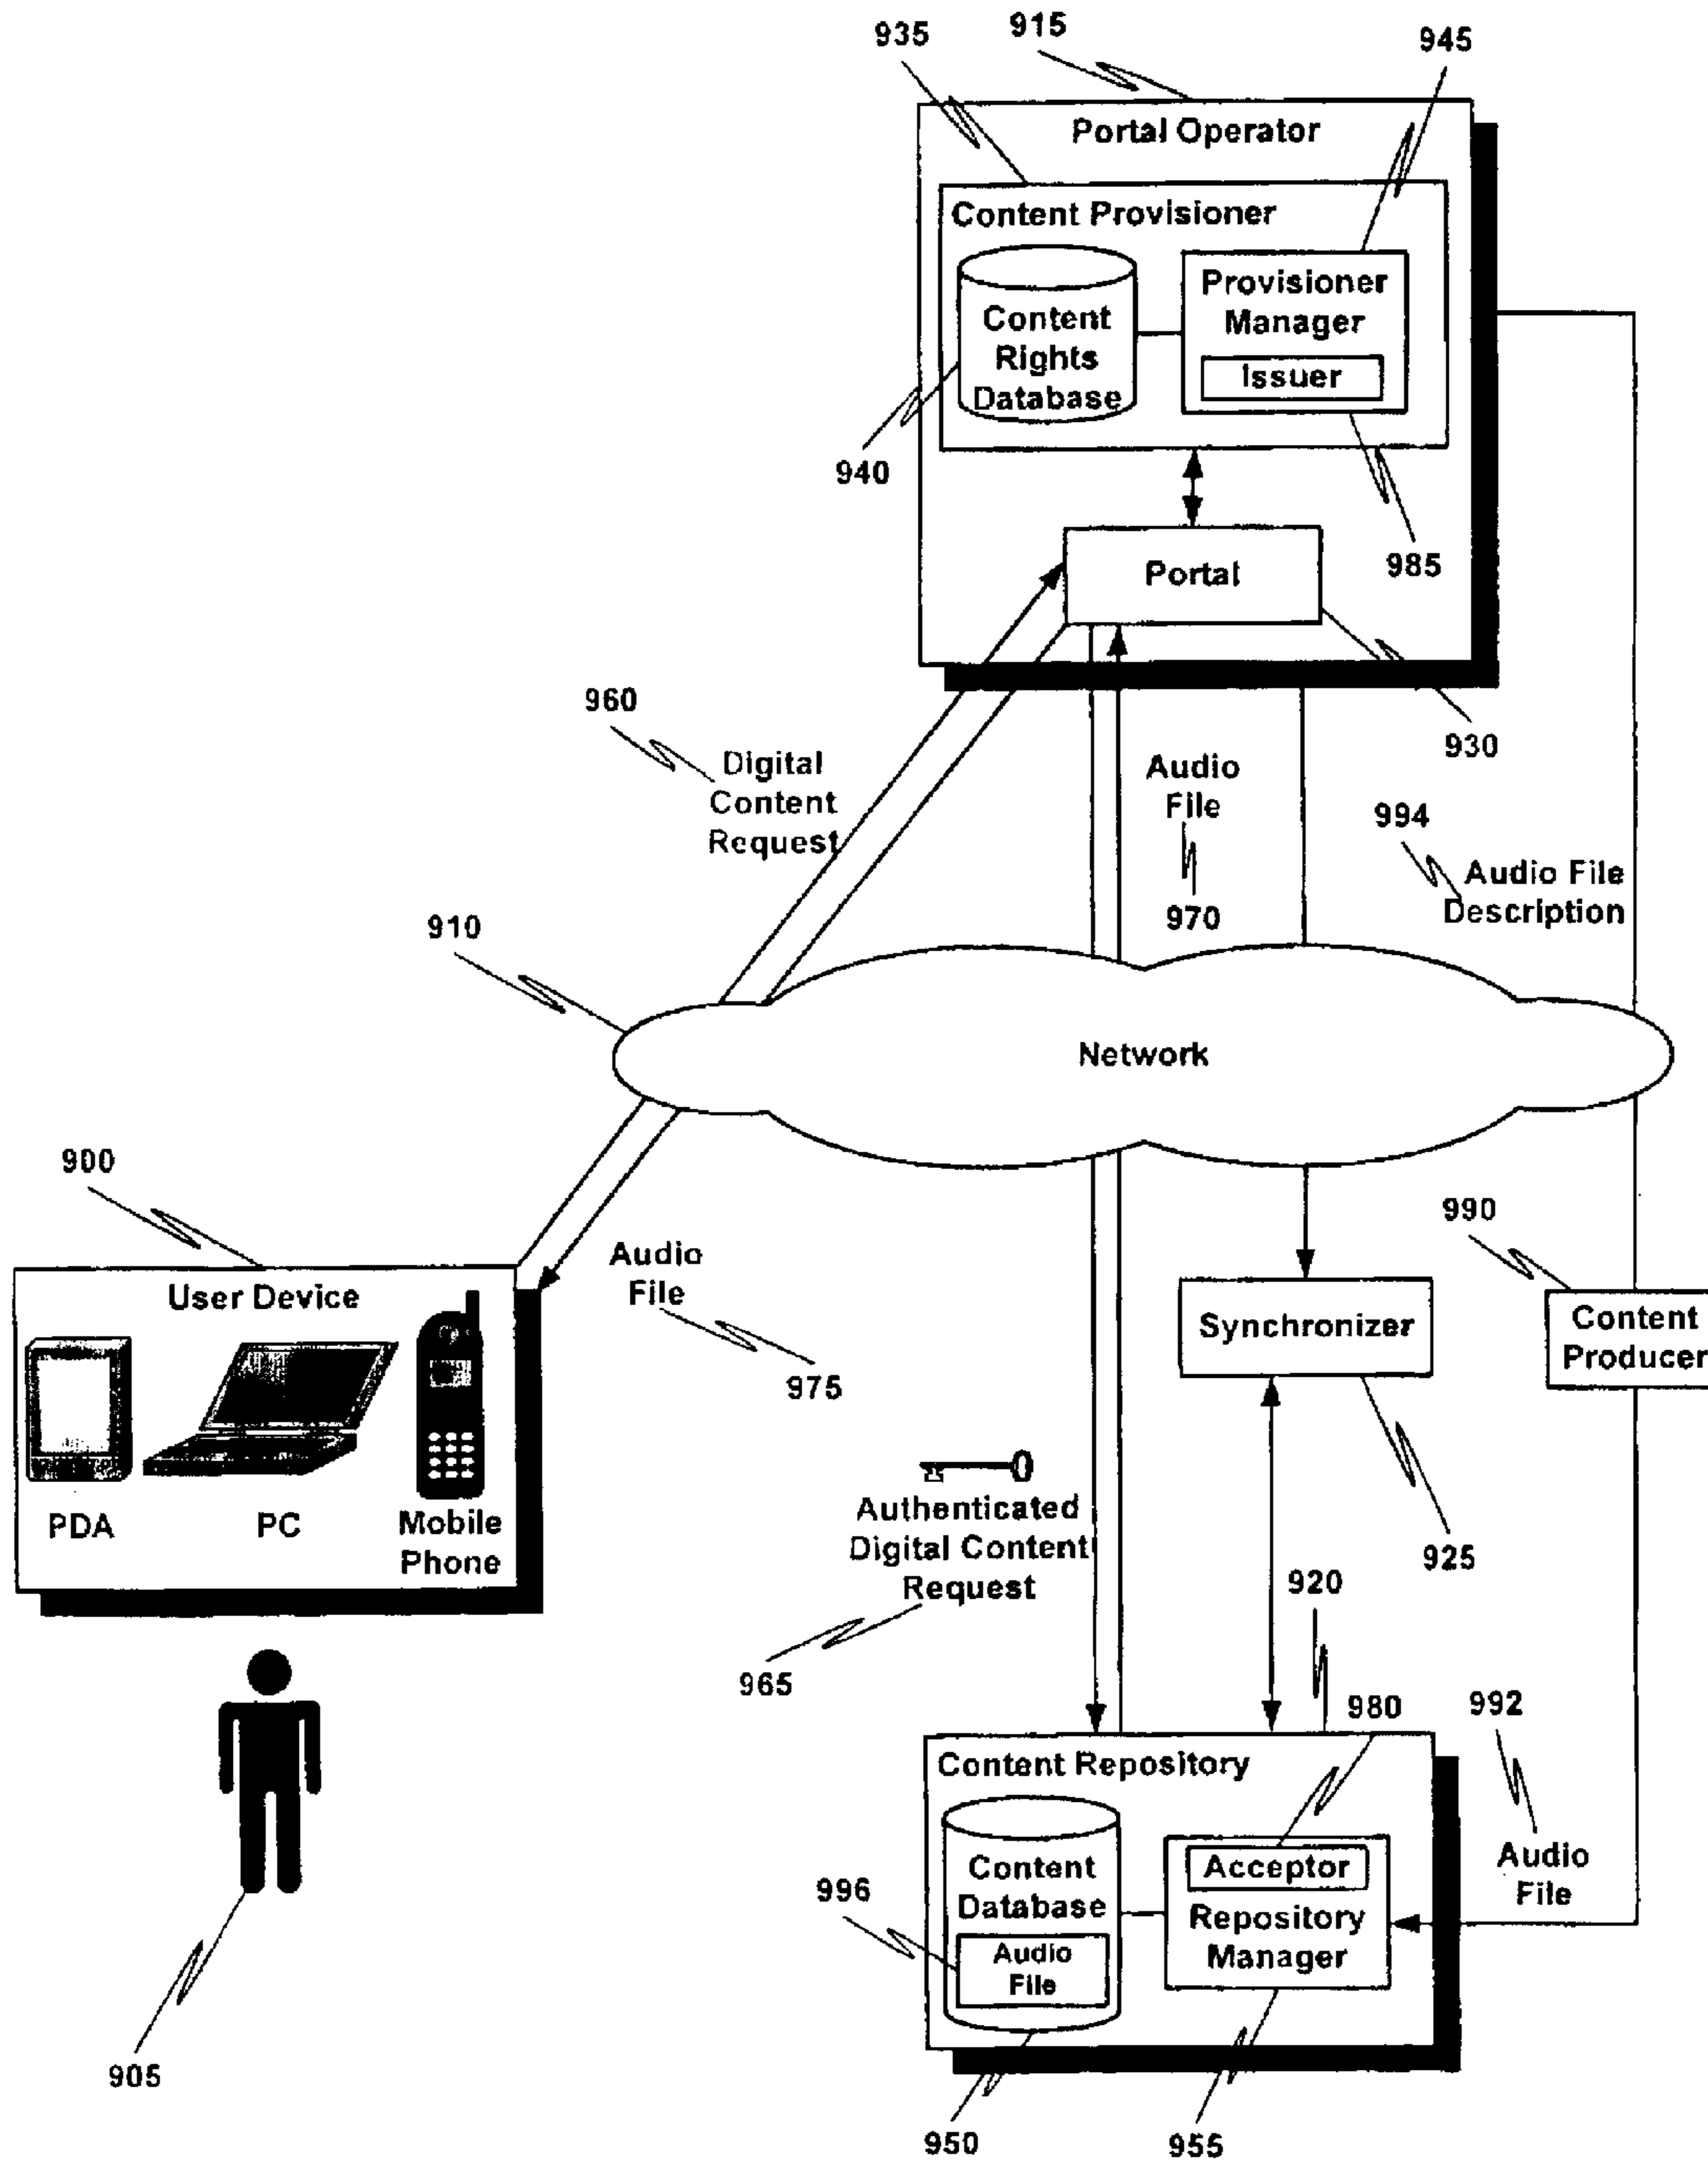 935
915
945
Portal Operator
Content Provisioner
Content
Rights
Database
Provisioner
Manager
Issuer
940
985
Portal
930
960
Digital
Content
Request
Audio
File
970
994
Audio File
Description
910
Network
900
User Device
PDA
PC
Mobile
Phone
Audio
File
975
990
Content
Producer
Synchronizer
925
Authenticated
Digital Content
Request
965
920
980
992
Content Repository
Content
Database
Audio
File
996
Acceptor
Repository
Manager
Audio
File
905
950
955